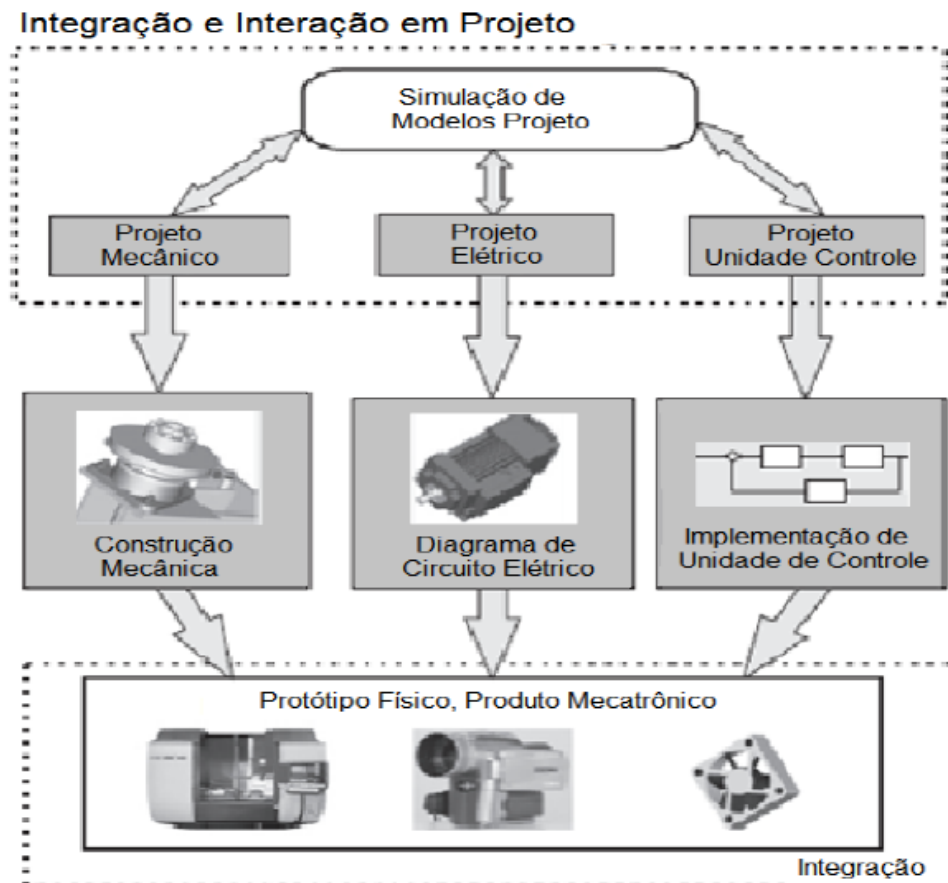 Integração e Interação em Projeto
Simulação de
Modelos Projeto
Projeto
Mecânico
Projeto
Elétrico
Projeto
Unidade Controle
Construção
Mecânica
Diagrama de
Circuito Elétrico
Implementação de
Unidade de Controle
Protótipo Físico, Produto Mecatrônico
Integração